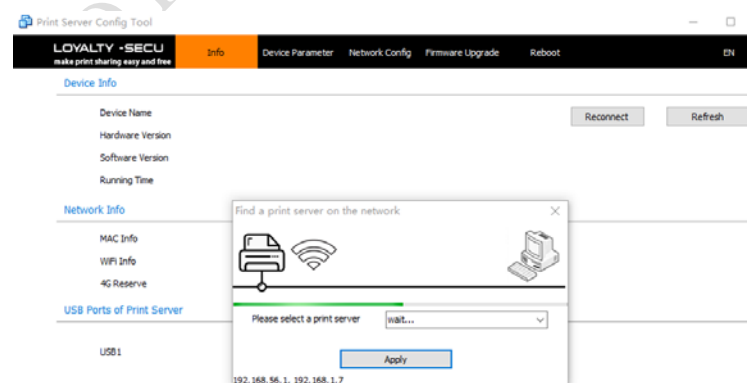 Print Server Config Tool
LOYALTY -SECU
make print sharing easy and free
Info
Device Parameter
Network Config
Firmware Upgrade
Reboot
EN
Device Info
Device Name
Reconnect
Refresh
Hardware Version
Software Version
Running Time
Network Info
Find a print server on the network
MAC Info
WiFi Info
4G Reserve
USB Ports of Print Server
Please select a print server
wait...
USB1
Apply
192.168.56.1, 192.168.1.7